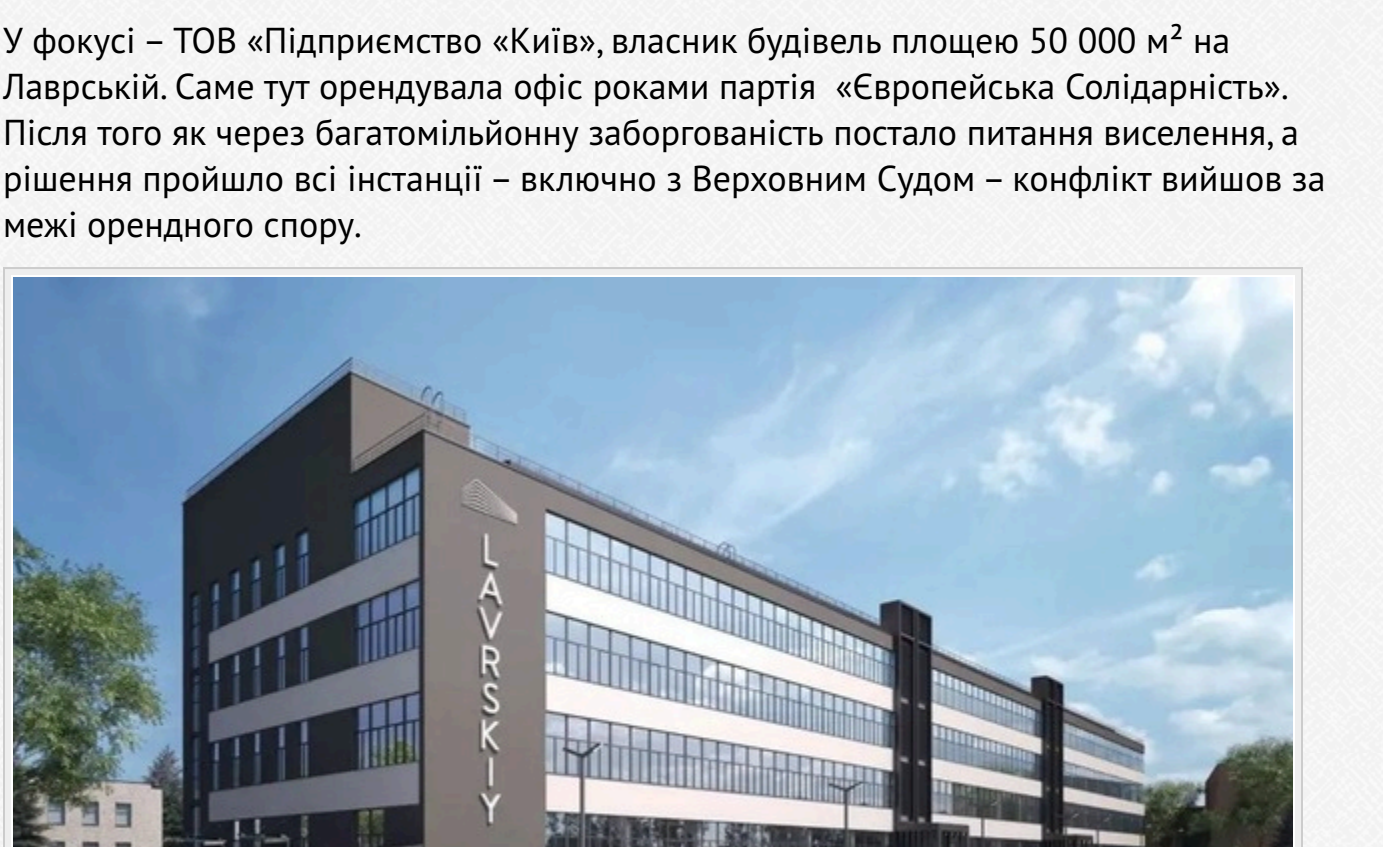 У фокусі – ТОВ «Підприємство «Київ», власник будівель площею 50 000 м² на
Лаврській. Саме тут орендувала офіс роками партія «Європейська Солідарність».
Після того як через багатомільйонну заборгованість постало питання виселення, а
рішення пройшло всі інстанції – включно з Верховним Судом – конфлікт вийшов за
межі орендного спору.
LAVRSKIY